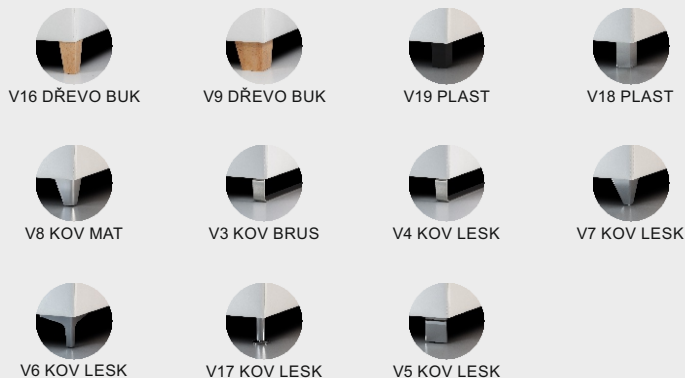 V16 DŘEVO BUK
V9 DŘEVO BUK
V19 PLAST
V18 PLAST
V8 KOV MAT
V3 KOV BRUS
V4 KOV LESK
V7 KOV LESK
V6 KOV LESK
V17 KOV LESK
V5 KOV LESK